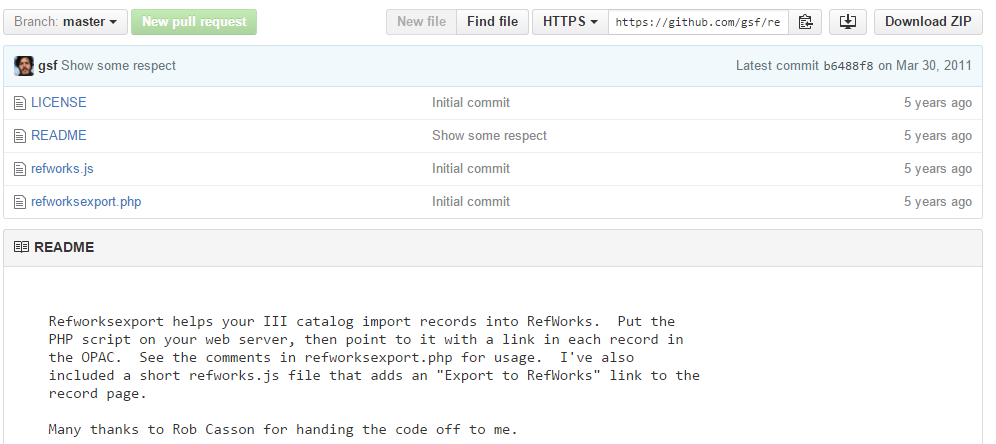 Branch: master New pull request New file Find file HTTPS https://github.com/gsf/re Download ZIP
gsf Show some respect Latest commit b6488f8 on Mar 30, 2011
LICENSE Initial commit 5 years ago
README Show some respect 5 years ago
refworks.js Initial commit 5 years ago
refworksexport.php Initial commit 5 years ago
README
Refworksexport helps your III catalog import records into RefWorks.  Put the
PHP script on your web server, then point to it with a link in each record in
the OPAC.  See the comments in refworksexport.php for usage.  I've also
included a short refworks.js file that adds an "Export to RefWorks" link to the
record page.
Many thanks to Rob Casson for handing the code off to me.